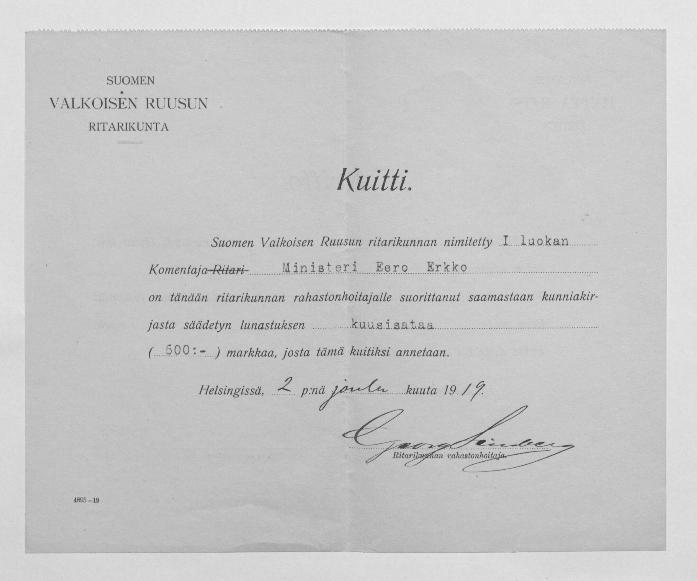 SUOMEN
VALKOISEN RUUSUN
RITARIKUNTA
Kuitti.
Suomen Valkoisen Ruusun ritarikunnan nimitetty I luokan
Komentaja-Ritari Ministeri Eero Erkko
on tänään ritarikunnan rahastonhoitajalle suorittanut saamastaan kunniakir-
jasta säädetyn lunastuksen kuusisataa
( 600:- ) markkaa, josta tämä kuitiksi annetaan.
Helsingissä, 2 p:nä joulu kuuta 1919.
Georg
Ritarikunnan rahastonhoitaja.
4895-19